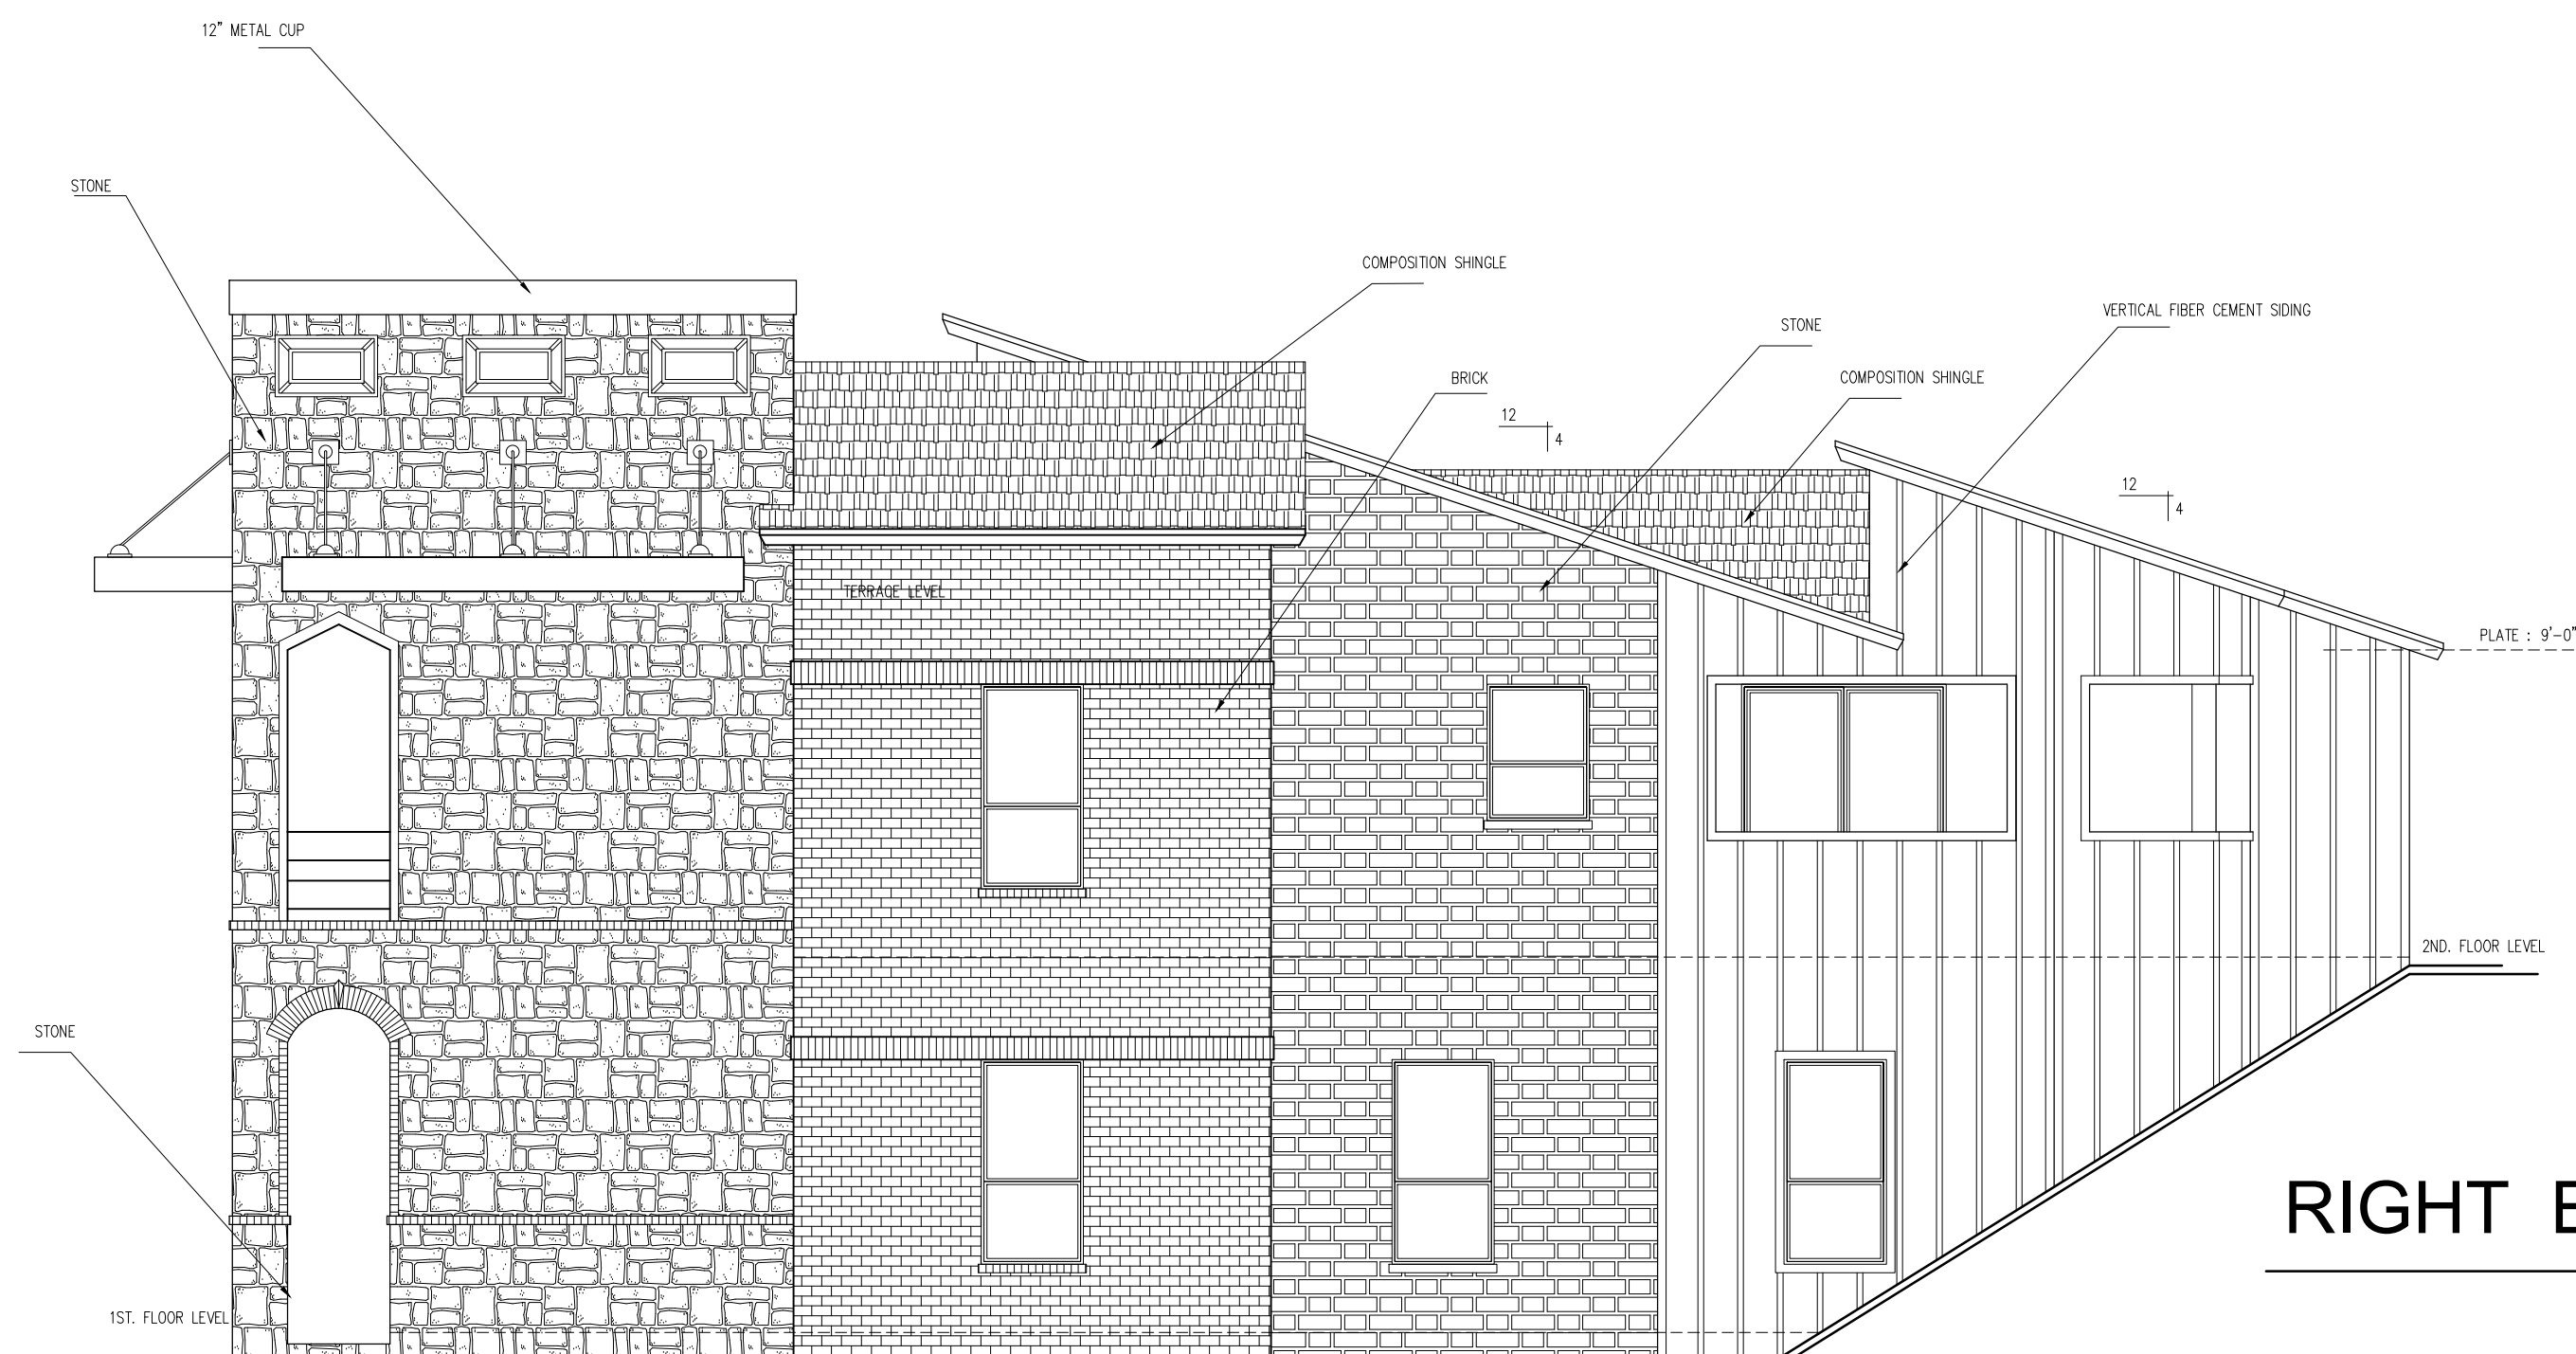 12" METAL CUP
STONE
COMPOSITION SHINGLE
VERTICAL FIBER CEMENT SIDING
STONE
BRICK
COMPOSITION SHINGLE
12
4
12
4
TERRACE LEVEL
PLATE : 9'-0"
2ND. FLOOR LEVEL
STONE
RIGHT E
1ST. FLOOR LEVEL